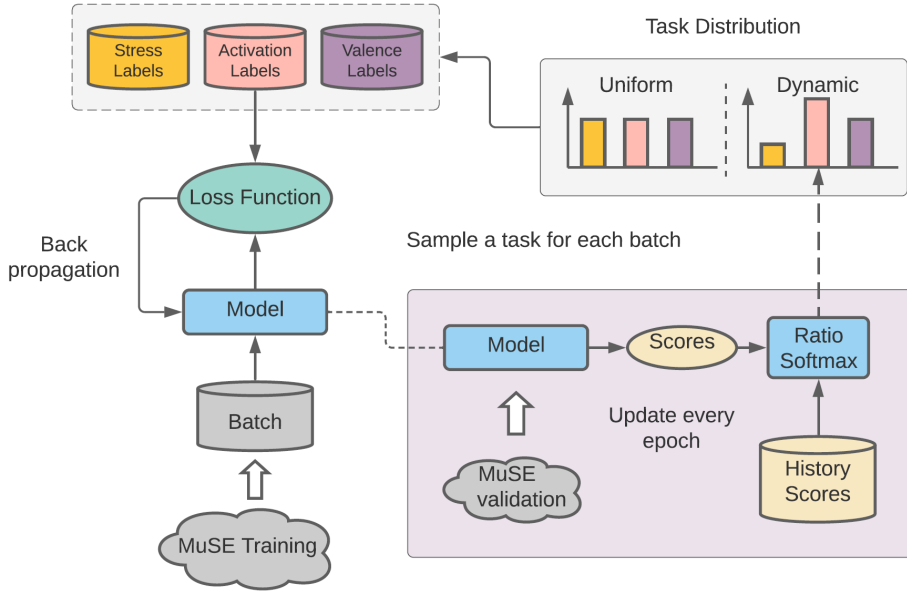 Stress
Labels
Activation
Labels
Valence
Labels
Task Distribution
Uniform
Dynamic
Loss Function
Back
propagation
Sample a task for each batch
Model
Model
Scores
Ratio
Softmax
Batch
Update every
epoch
MuSE
validation
History
Scores
MuSE Training